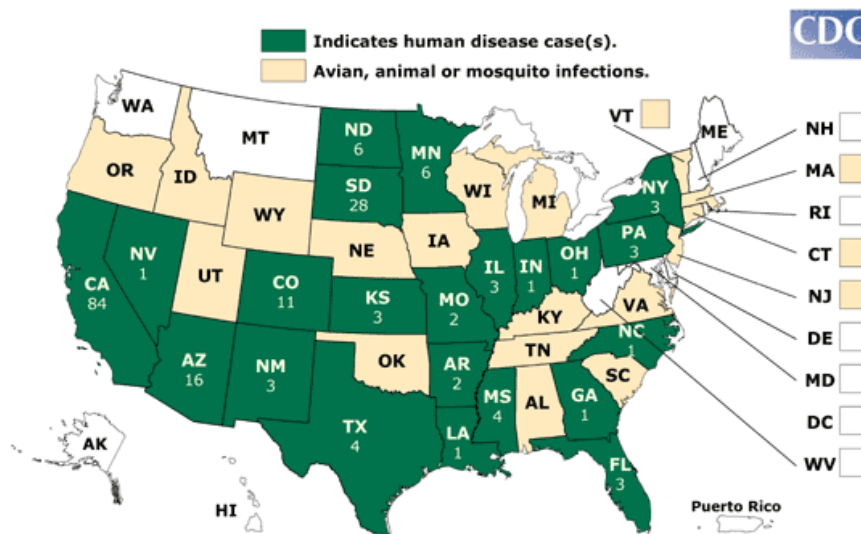 Indicates human disease case(s).
Avian, animal or mosquito infections.
CDC
WA
MT
ND
6
MN
6
VT
ME
NH
OR
ID
SD
28
WI
MI
NY
3
MA
WY
RI
NV
1
NE
IA
PA
3
CT
CA
84
UT
CO
11
IL
3
IN
1
OH
1
NJ
KS
3
MO
2
KY
VA
DE
AZ
16
NM
3
OK
AR
2
TN
NC
1
MD
SC
MS
4
AL
GA
1
DC
TX
4
LA
1
AK
WV
FL
3
HI
Puerto Rico